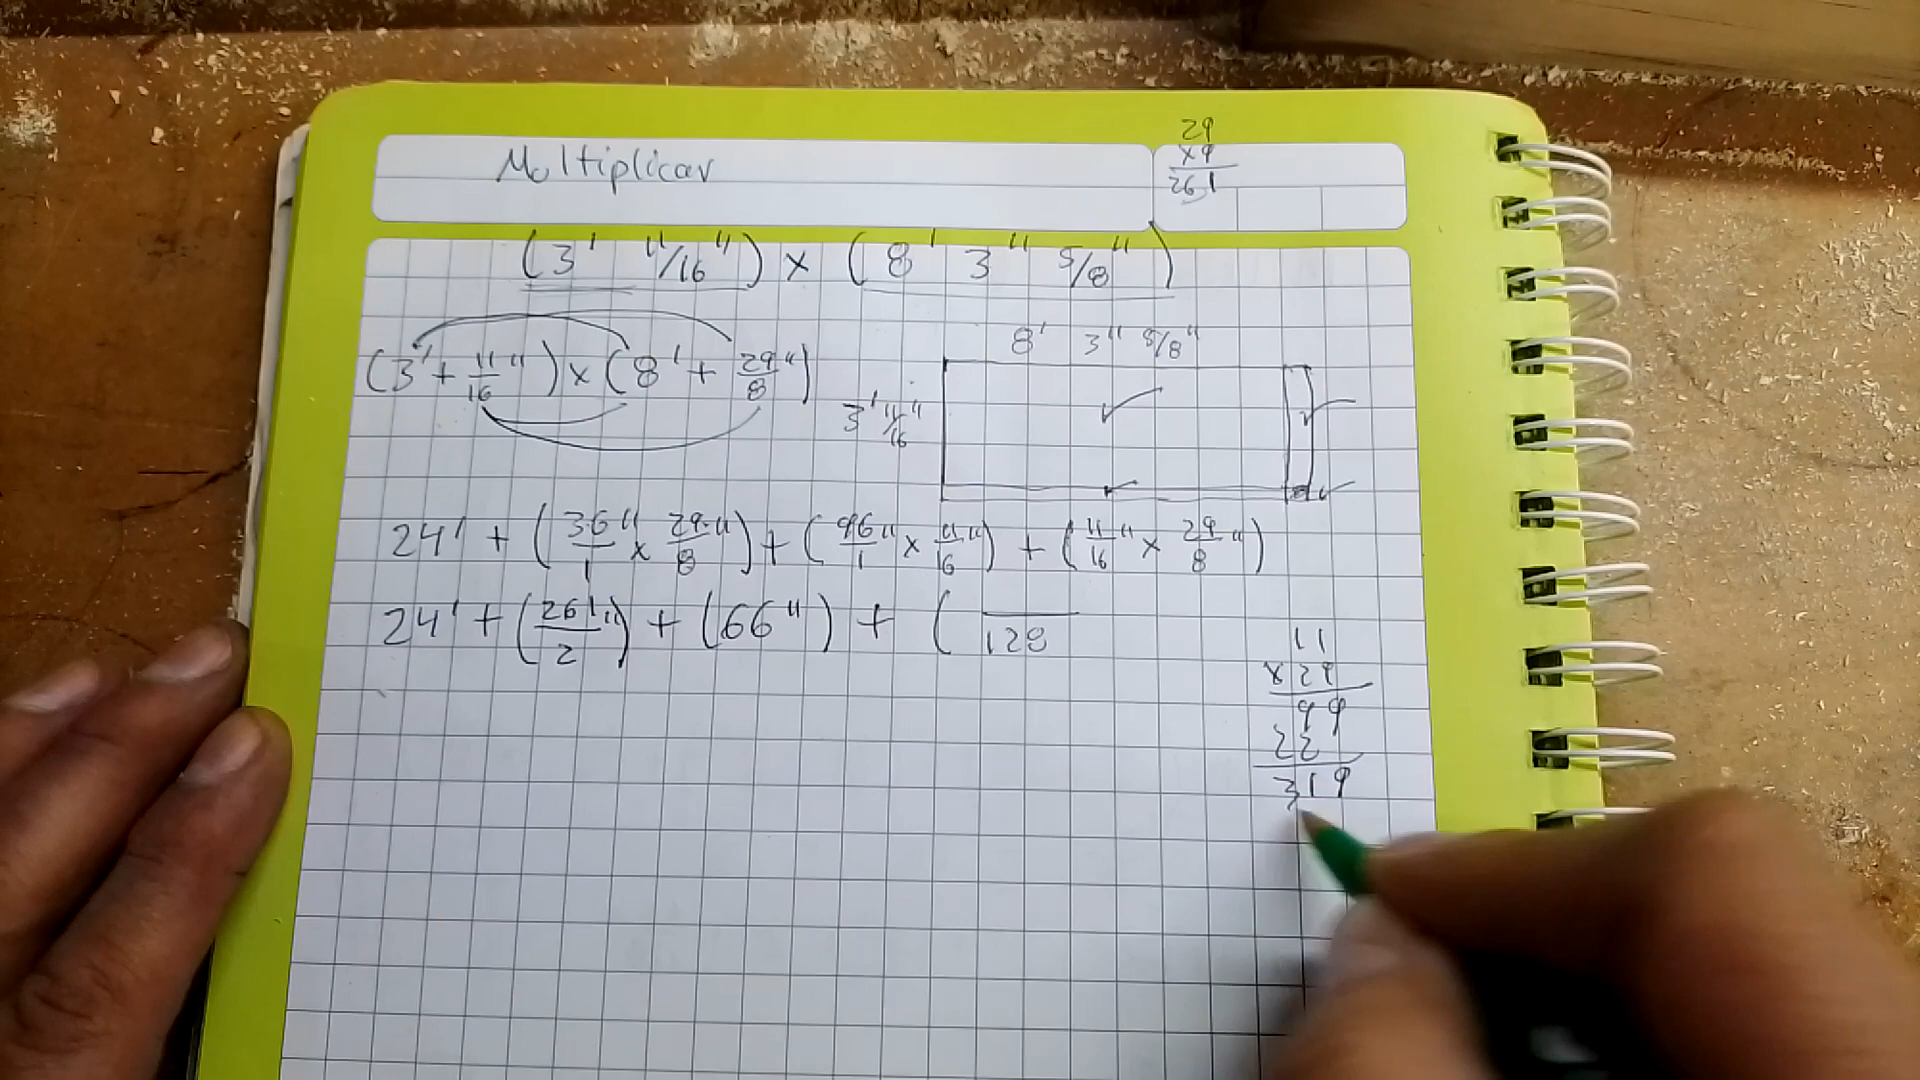 Multiplicar
29
x9
261
(3' 11/16") x (8' 3" 5/8")
8' 3" 5/8"
(3' + 11/16") x (8' + 29/8")
3' 11/16"
24' + (36"/1 x 29"/8) + (96"/1 x 11"/16) + (11/16" x 29/8")
24' + (261"/2) + (66") + ( /128
11
x29
99
22
319